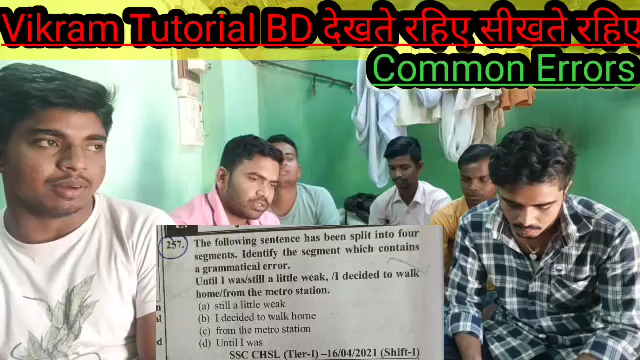 Vikram Tutorial BD देखते रहिए सीखते रहिए
Common Errors
257. The following sentence has been split into four
segments. Identify the segment which contains
a grammatical error.
Until I was/still a little weak, /I decided to walk
home/from the metro station.
(a) still a little weak
(b) I decided to walk home
(c) from the metro station
(d) Until I was
SSC CHSL (Tier-I) –16/04/2021 (Shift-I)